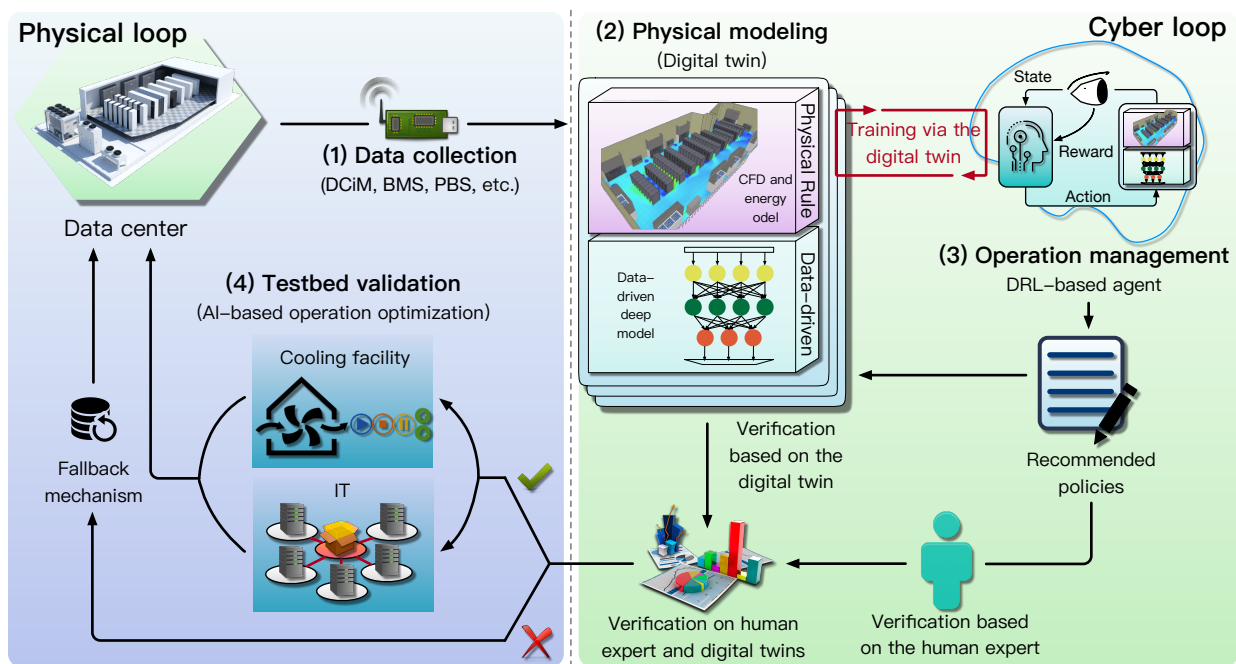 Physical loop
Data center
(1) Data collection
(DCiM, BMS, PBS, etc.)
(2) Physical modeling
(Digital twin)
Physical Rule
CFD and
energy
odel
Data-driven
Data-
driven
deep
model
Training via the
digital twin
Cyber loop
State
Reward
Action
(3) Operation management
DRL-based agent
Recommended
policies
Verification
based on the
digital twin
Verification based
on the human expert
Verification on human
expert and digital twins
(4) Testbed validation
(AI-based operation optimization)
Cooling facility
IT
Fallback
mechanism